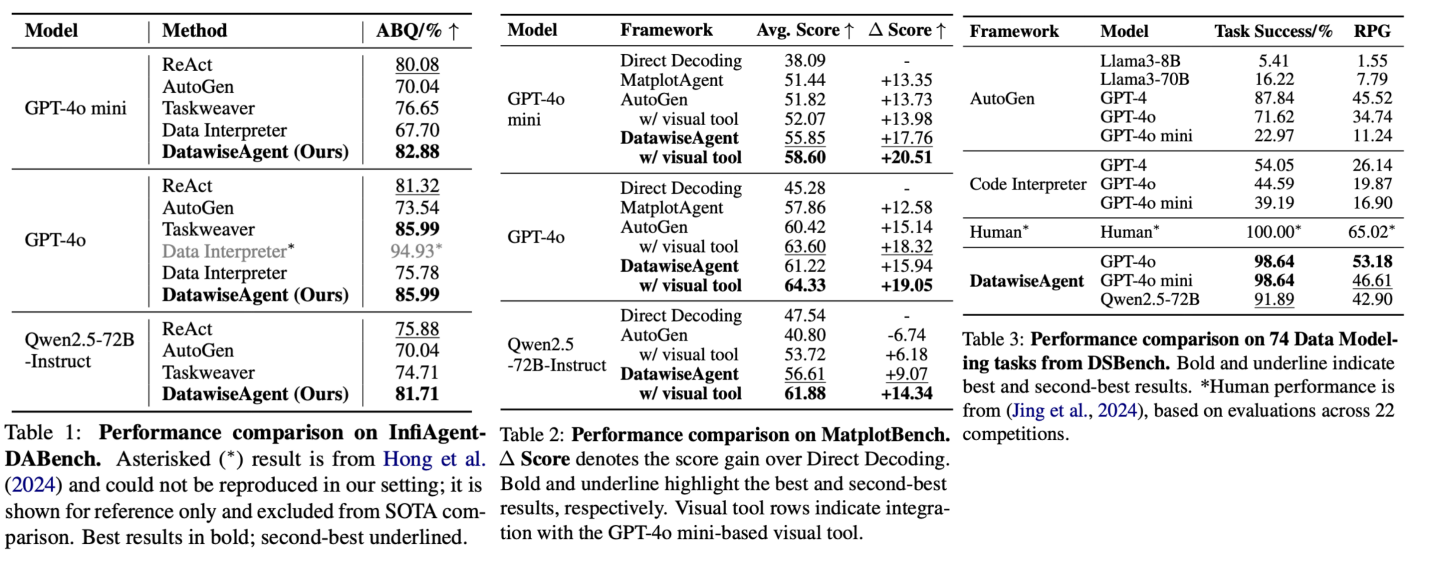 Model Method ABQ/% ↑
GPT-4o mini
ReAct 80.08
AutoGen 70.04
Taskweaver 76.65
Data Interpreter 67.70
DatawiseAgent (Ours) 82.88
GPT-4o
ReAct 81.32
AutoGen 73.54
Taskweaver 85.99
Data Interpreter* 94.93*
Data Interpreter 75.78
DatawiseAgent (Ours) 85.99
Qwen2.5-72B
-Instruct
ReAct 75.88
AutoGen 70.04
Taskweaver 74.71
DatawiseAgent (Ours) 81.71
Table 1: Performance comparison on InfiAgent-
DABench. Asterisked (*) result is from Hong et al.
(2024) and could not be reproduced in our setting; it is
shown for reference only and excluded from SOTA com-
parison. Best results in bold; second-best underlined.
Model Framework Avg. Score ↑ Δ Score ↑
GPT-4o
mini
Direct Decoding 38.09 -
MatplotAgent 51.44 +13.35
AutoGen 51.82 +13.73
w/ visual tool 52.07 +13.98
DatawiseAgent 55.85 +17.76
w/ visual tool 58.60 +20.51
GPT-4o
Direct Decoding 45.28 -
MatplotAgent 57.86 +12.58
AutoGen 60.42 +15.14
w/ visual tool 63.60 +18.32
DatawiseAgent 61.22 +15.94
w/ visual tool 64.33 +19.05
Qwen2.5
-72B-Instruct
Direct Decoding 47.54 -
AutoGen 40.80 -6.74
w/ visual tool 53.72 +6.18
DatawiseAgent 56.61 +9.07
w/ visual tool 61.88 +14.34
Table 2: Performance comparison on MatplotBench.
Δ Score denotes the score gain over Direct Decoding.
Bold and underline highlight the best and second-best
results, respectively. Visual tool rows indicate integra-
tion with the GPT-4o mini-based visual tool.
Framework Model Task Success/% RPG
AutoGen
Llama3-8B 5.41 1.55
Llama3-70B 16.22 7.79
GPT-4 87.84 45.52
GPT-4o 71.62 34.74
GPT-4o mini 22.97 11.24
Code Interpreter
GPT-4 54.05 26.14
GPT-4o 44.59 19.87
GPT-4o mini 39.19 16.90
Human* Human* 100.00* 65.02*
DatawiseAgent
GPT-4o 98.64 53.18
GPT-4o mini 98.64 46.61
Qwen2.5-72B 91.89 42.90
Table 3: Performance comparison on 74 Data Model-
ing tasks from DSBench. Bold and underline indicate
best and second-best results. *Human performance is
from (Jing et al., 2024), based on evaluations across 22
competitions.